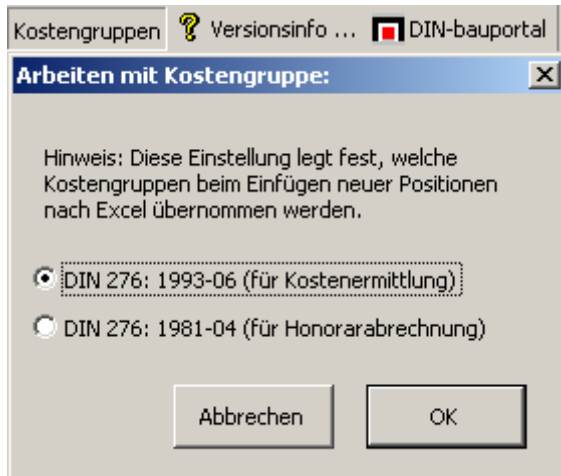 Kostengruppen Versionsinfo ... DIN-bauportal
Arbeiten mit Kostengruppe:
Hinweis: Diese Einstellung legt fest, welche
Kostengruppen beim Einfügen neuer Positionen
nach Excel übernommen werden.
DIN 276: 1993-06 (für Kostenermittlung)
DIN 276: 1981-04 (für Honorarabrechnung)
Abbrechen OK